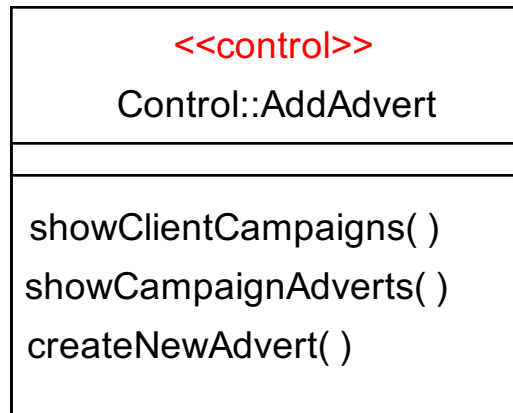 <<control>>
Control::AddAdvert
showClientCampaigns( )
showCampaignAdverts( )
createNewAdvert( )